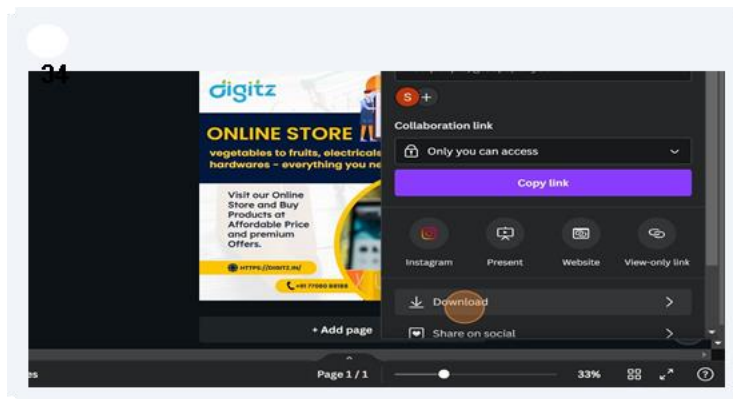 34
digitz
ONLINE STORE
vegetables to fruits, electricals
hardwares - everything you ne
Visit our Online
Store and Buy
Products at
Affordable Price
and premium
Offers.
HTTPS://DIGITZ.IN/
S +
Collaboration link
Only you can access
Copy link
Instagram Present Website View-only link
Download
Share on social
+ Add page
es Page 1 / 1 33%